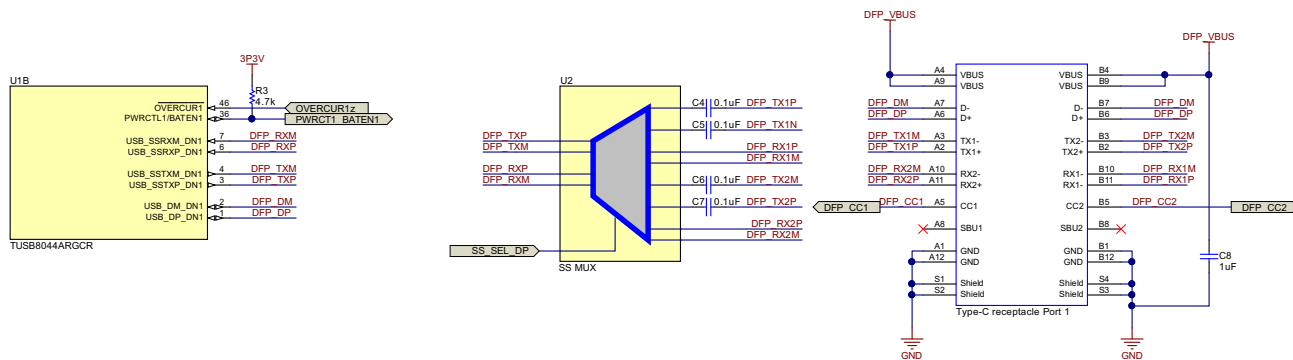 U1B
OVERCUR1
PWRCTL1/BATEN1
USB_SSRXM_DN1
USB_SSRXP_DN1
USB_SSTXM_DN1
USB_SSTXP_DN1
USB_DM_DN1
USB_DP_DN1
TUSB8044ARGCR
46
36
7
6
4
3
2
1
3P3V
R3
4.7k
OVERCUR1z
PWRCT1_BATEN1
DFP_RXM
DFP_RXP
DFP_TXM
DFP_TXP
DFP_DM
DFP_DP
U2
DFP_TXP
DFP_TXM
DFP_RXP
DFP_RXM
SS_SEL_DP
SS MUX
C4 0.1uF DFP_TX1P
C5 0.1uF DFP_TX1N
DFP_RX1P
DFP_RX1M
C6 0.1uF DFP_TX2M
C7 0.1uF DFP_TX2P
DFP_RX2P
DFP_RX2M
DFP_VBUS
DFP_VBUS
A4 VBUS VBUS B4
A9 VBUS VBUS B9
DFP_DM A7 D- D- B7 DFP_DM
DFP_DP A6 D+ D+ B6 DFP_DP
DFP_TX1M A3 TX1- TX2- B3 DFP_TX2M
DFP_TX1P A2 TX1+ TX2+ B2 DFP_TX2P
DFP_RX2M A10 RX2- RX1- B10 DFP_RX1M
DFP_RX2P A11 RX2+ RX1- B11 DFP_RX1P
DFP_CC1 DFP_CC1 A5 CC1 CC2 B5 DFP_CC2 DFP_CC2
A8 SBU1 SBU2 B8
A1 GND GND B1
A12 GND GND B12
S1 Shield Shield S4
S2 Shield Shield S3
C8
1uF
Type-C receptacle Port 1
GND
GND